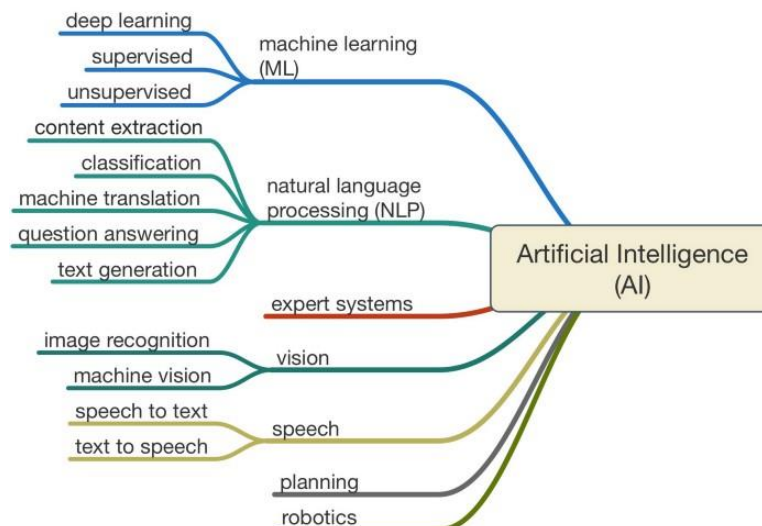 deep learning
supervised
unsupervised
machine learning
(ML)
content extraction
classification
machine translation
question answering
text generation
natural language
processing (NLP)
Artificial Intelligence
(AI)
expert systems
image recognition
machine vision
vision
speech to text
text to speech
speech
planning
robotics